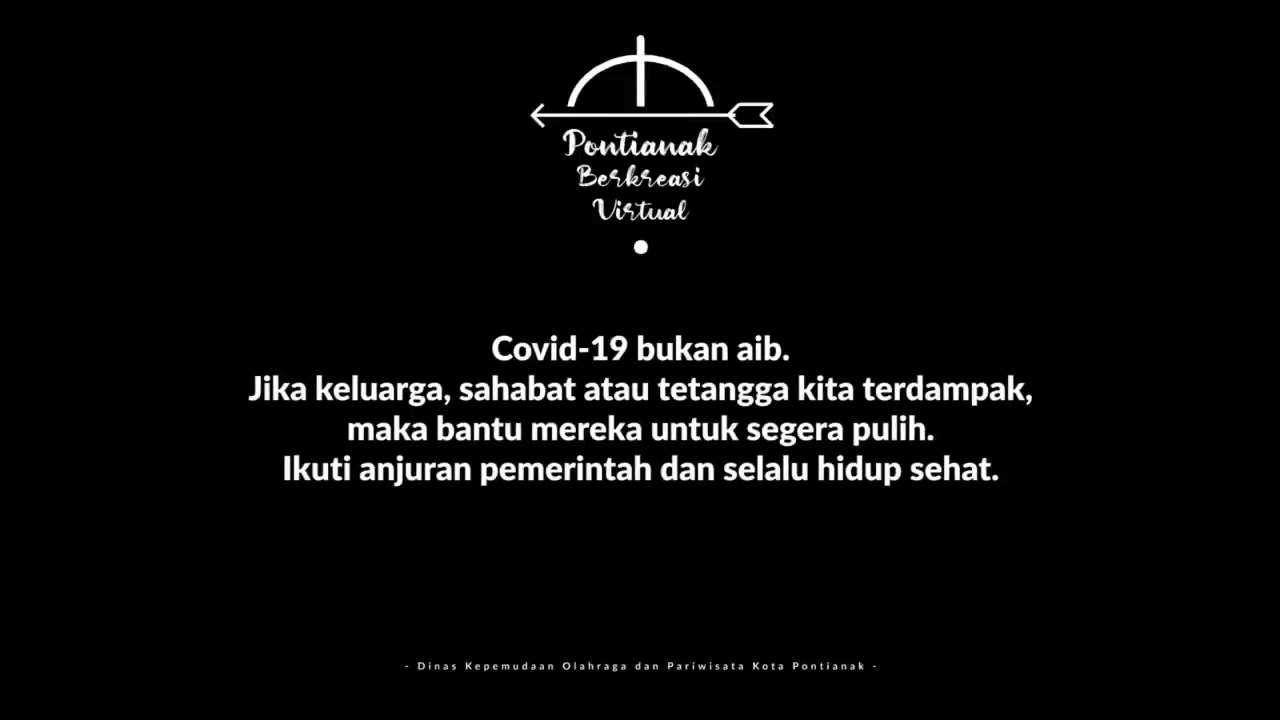 Pontianak
Berkreasi
Virtual
Covid-19 bukan aib.
Jika keluarga, sahabat atau tetangga kita terdampak,
maka bantu mereka untuk segera pulih.
Ikuti anjuran pemerintah dan selalu hidup sehat.
- Dinas Kepemudaan Olahraga dan Pariwisata Kota Pontianak -